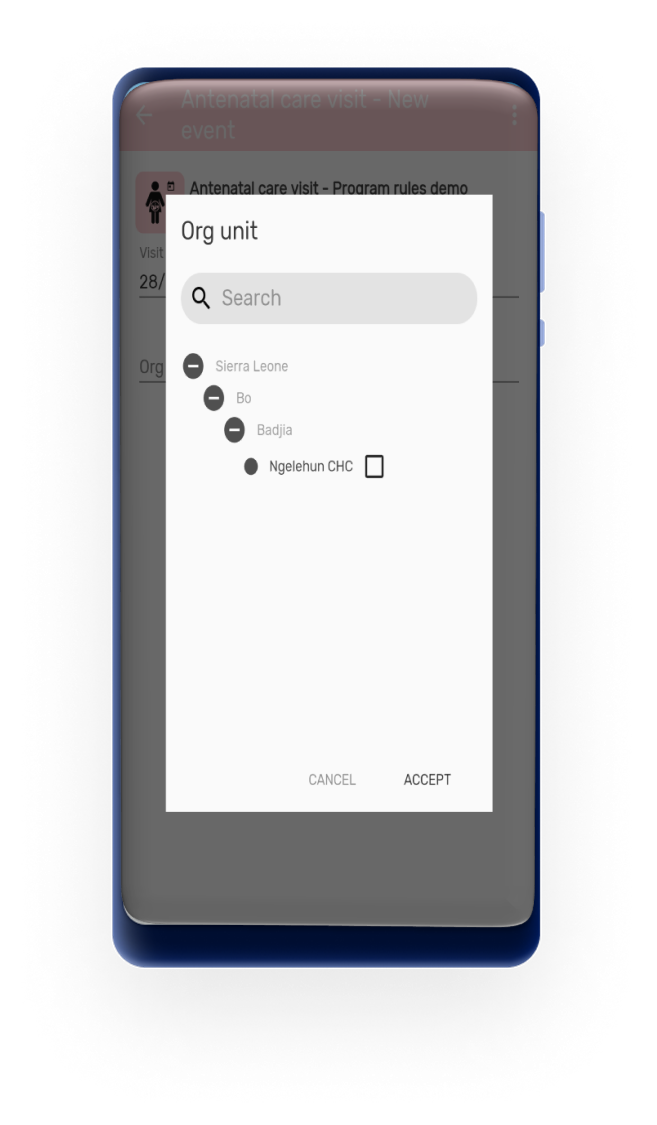 Antenatal care visit - New
event
Antenatal care visit - Program rules demo
Visit
28/
Org
Org unit
Search
Sierra Leone
Bo
Badjia
Ngelehun CHC
CANCEL
ACCEPT